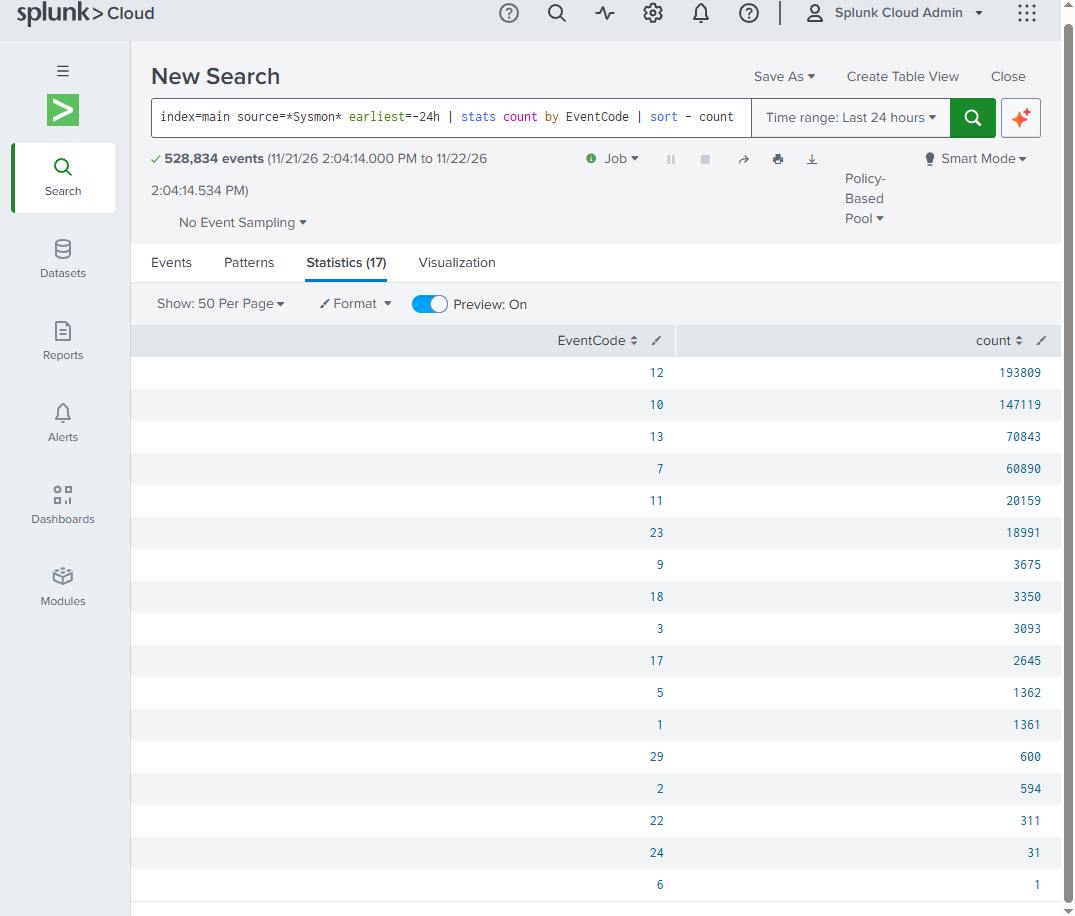 splunk>Cloud
Splunk Cloud Admin
New Search
Save As
Create Table View
Close
index=main source=*Sysmon* earliest=-24h | stats count by EventCode | sort - count
Time range: Last 24 hours
528,834 events (11/21/26 2:04:14.000 PM to 11/22/26
2:04:14.534 PM)
Job
Policy-
Based
Pool
Smart Mode
No Event Sampling
Search
Datasets
Reports
Alerts
Dashboards
Modules
Events
Patterns
Statistics (17)
Visualization
Show: 50 Per Page
Format
Preview: On
EventCode count
12 193809
10 147119
13 70843
7 60890
11 20159
23 18991
9 3675
18 3350
3 3093
17 2645
5 1362
1 1361
29 600
2 594
22 311
24 31
6 1